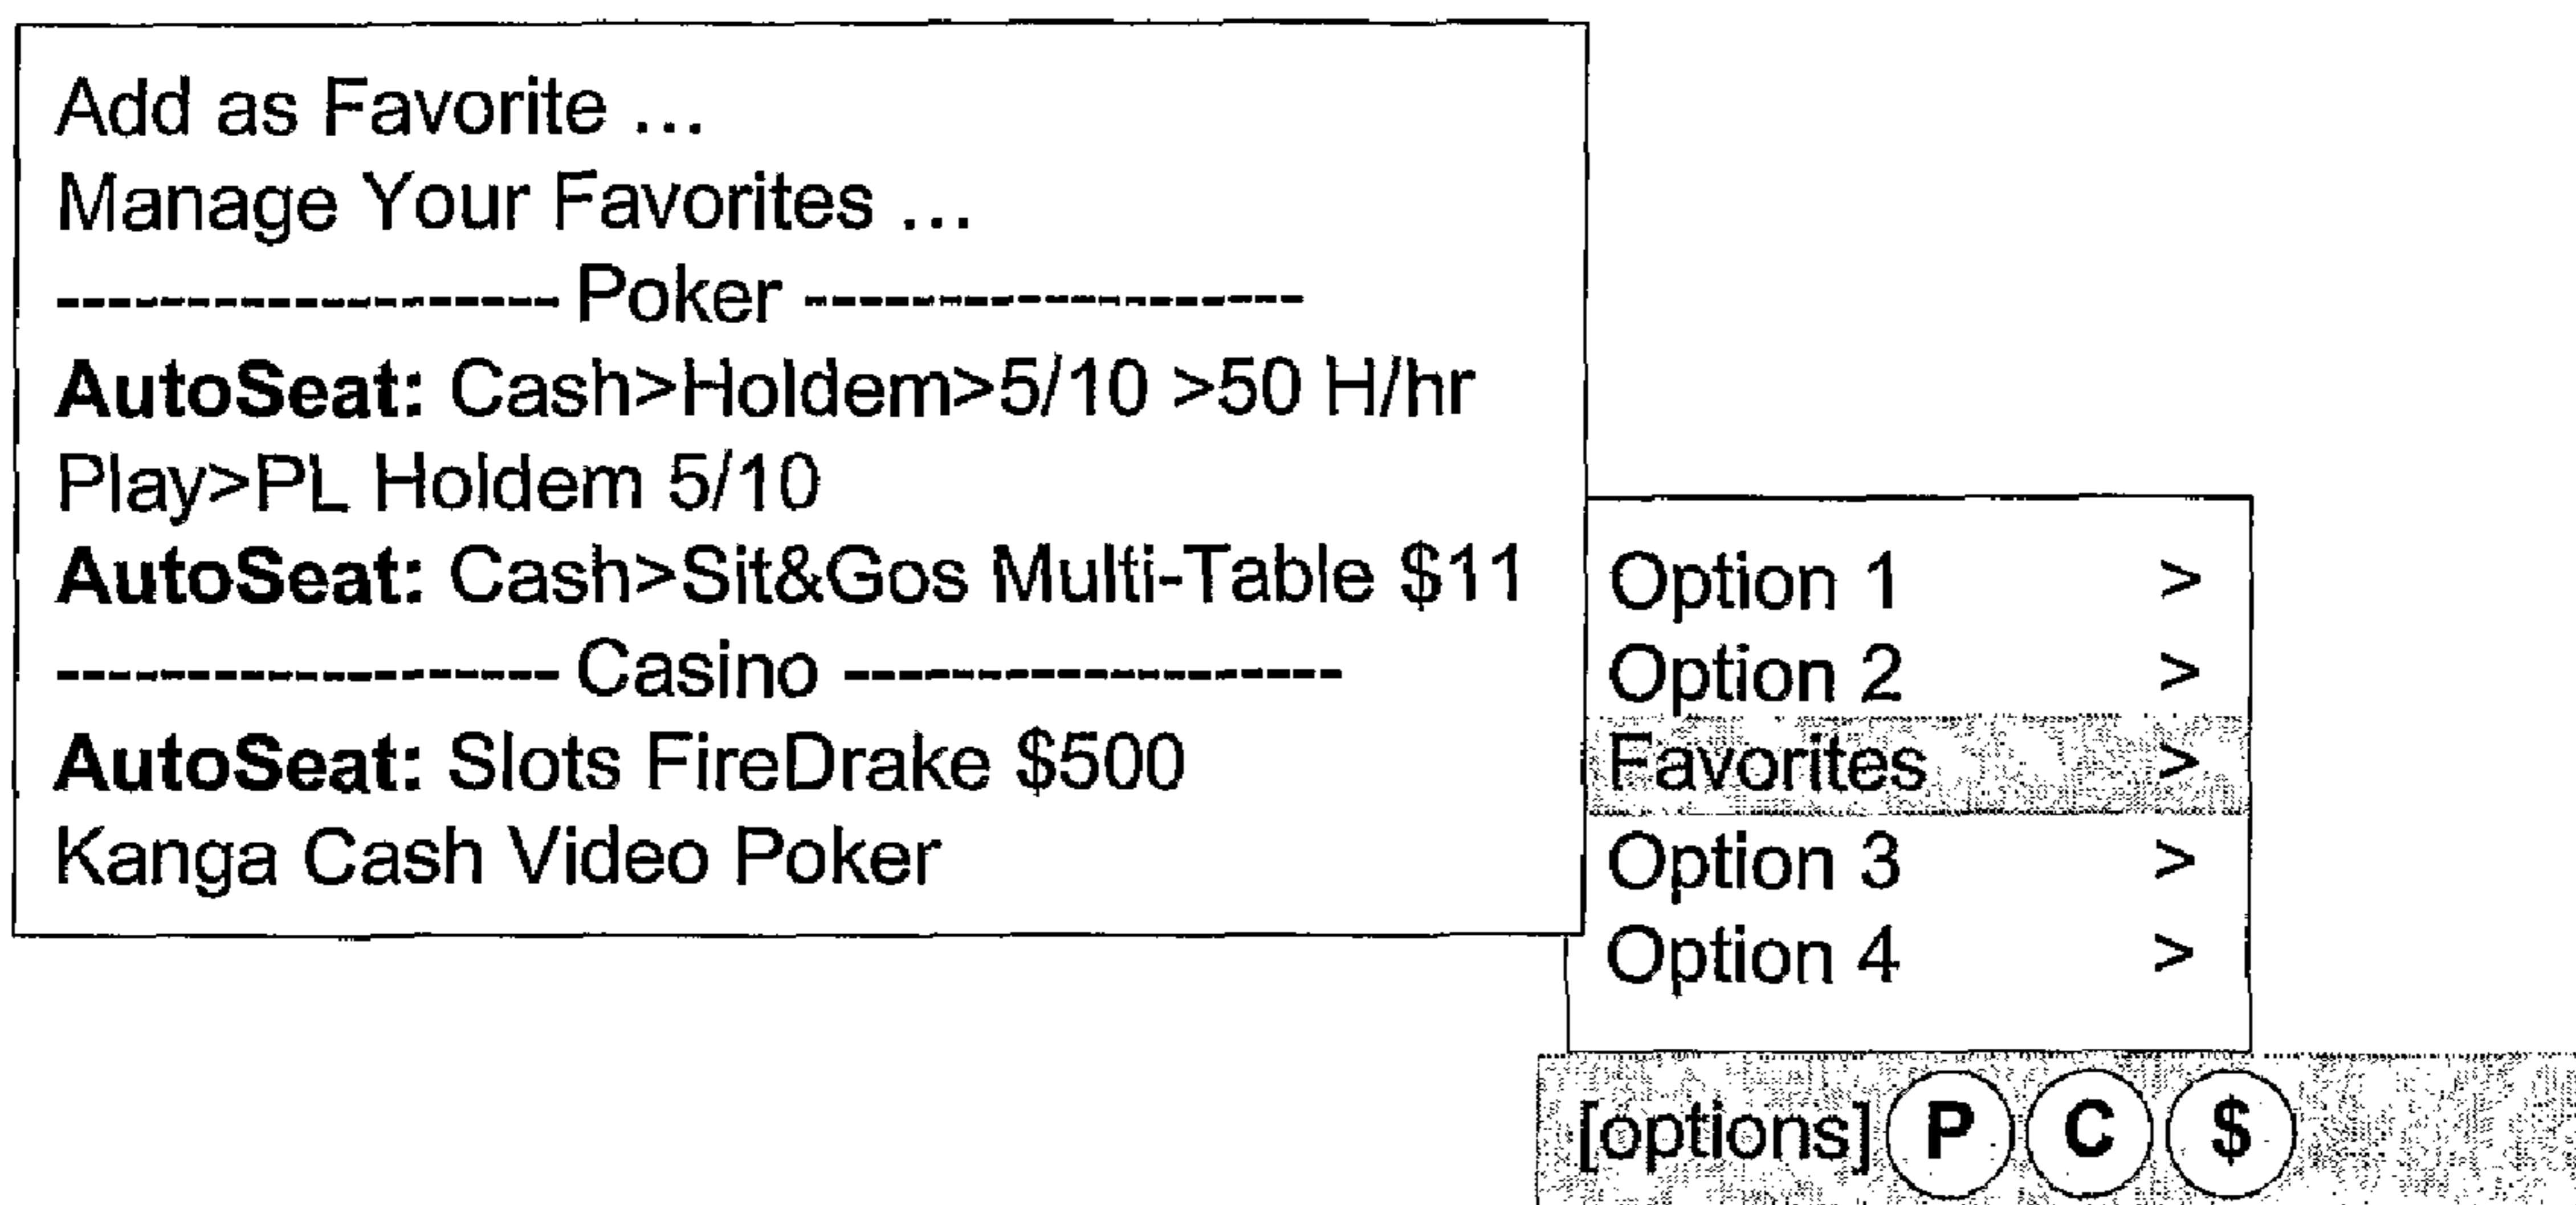 Add as Favorite ...
Manage Your Favorites ...
------------------- Poker -------------------
AutoSeat: Cash>Holdem>5/10 >50 H/hr
Play>PL Holdem 5/10
AutoSeat: Cash>Sit&Gos Multi-Table $11
------------------- Casino -------------------
AutoSeat: Slots FireDrake $500
Kanga Cash Video Poker
Option 1 >
Option 2 >
Favorites >
Option 3 >
Option 4 >
[options] P C $